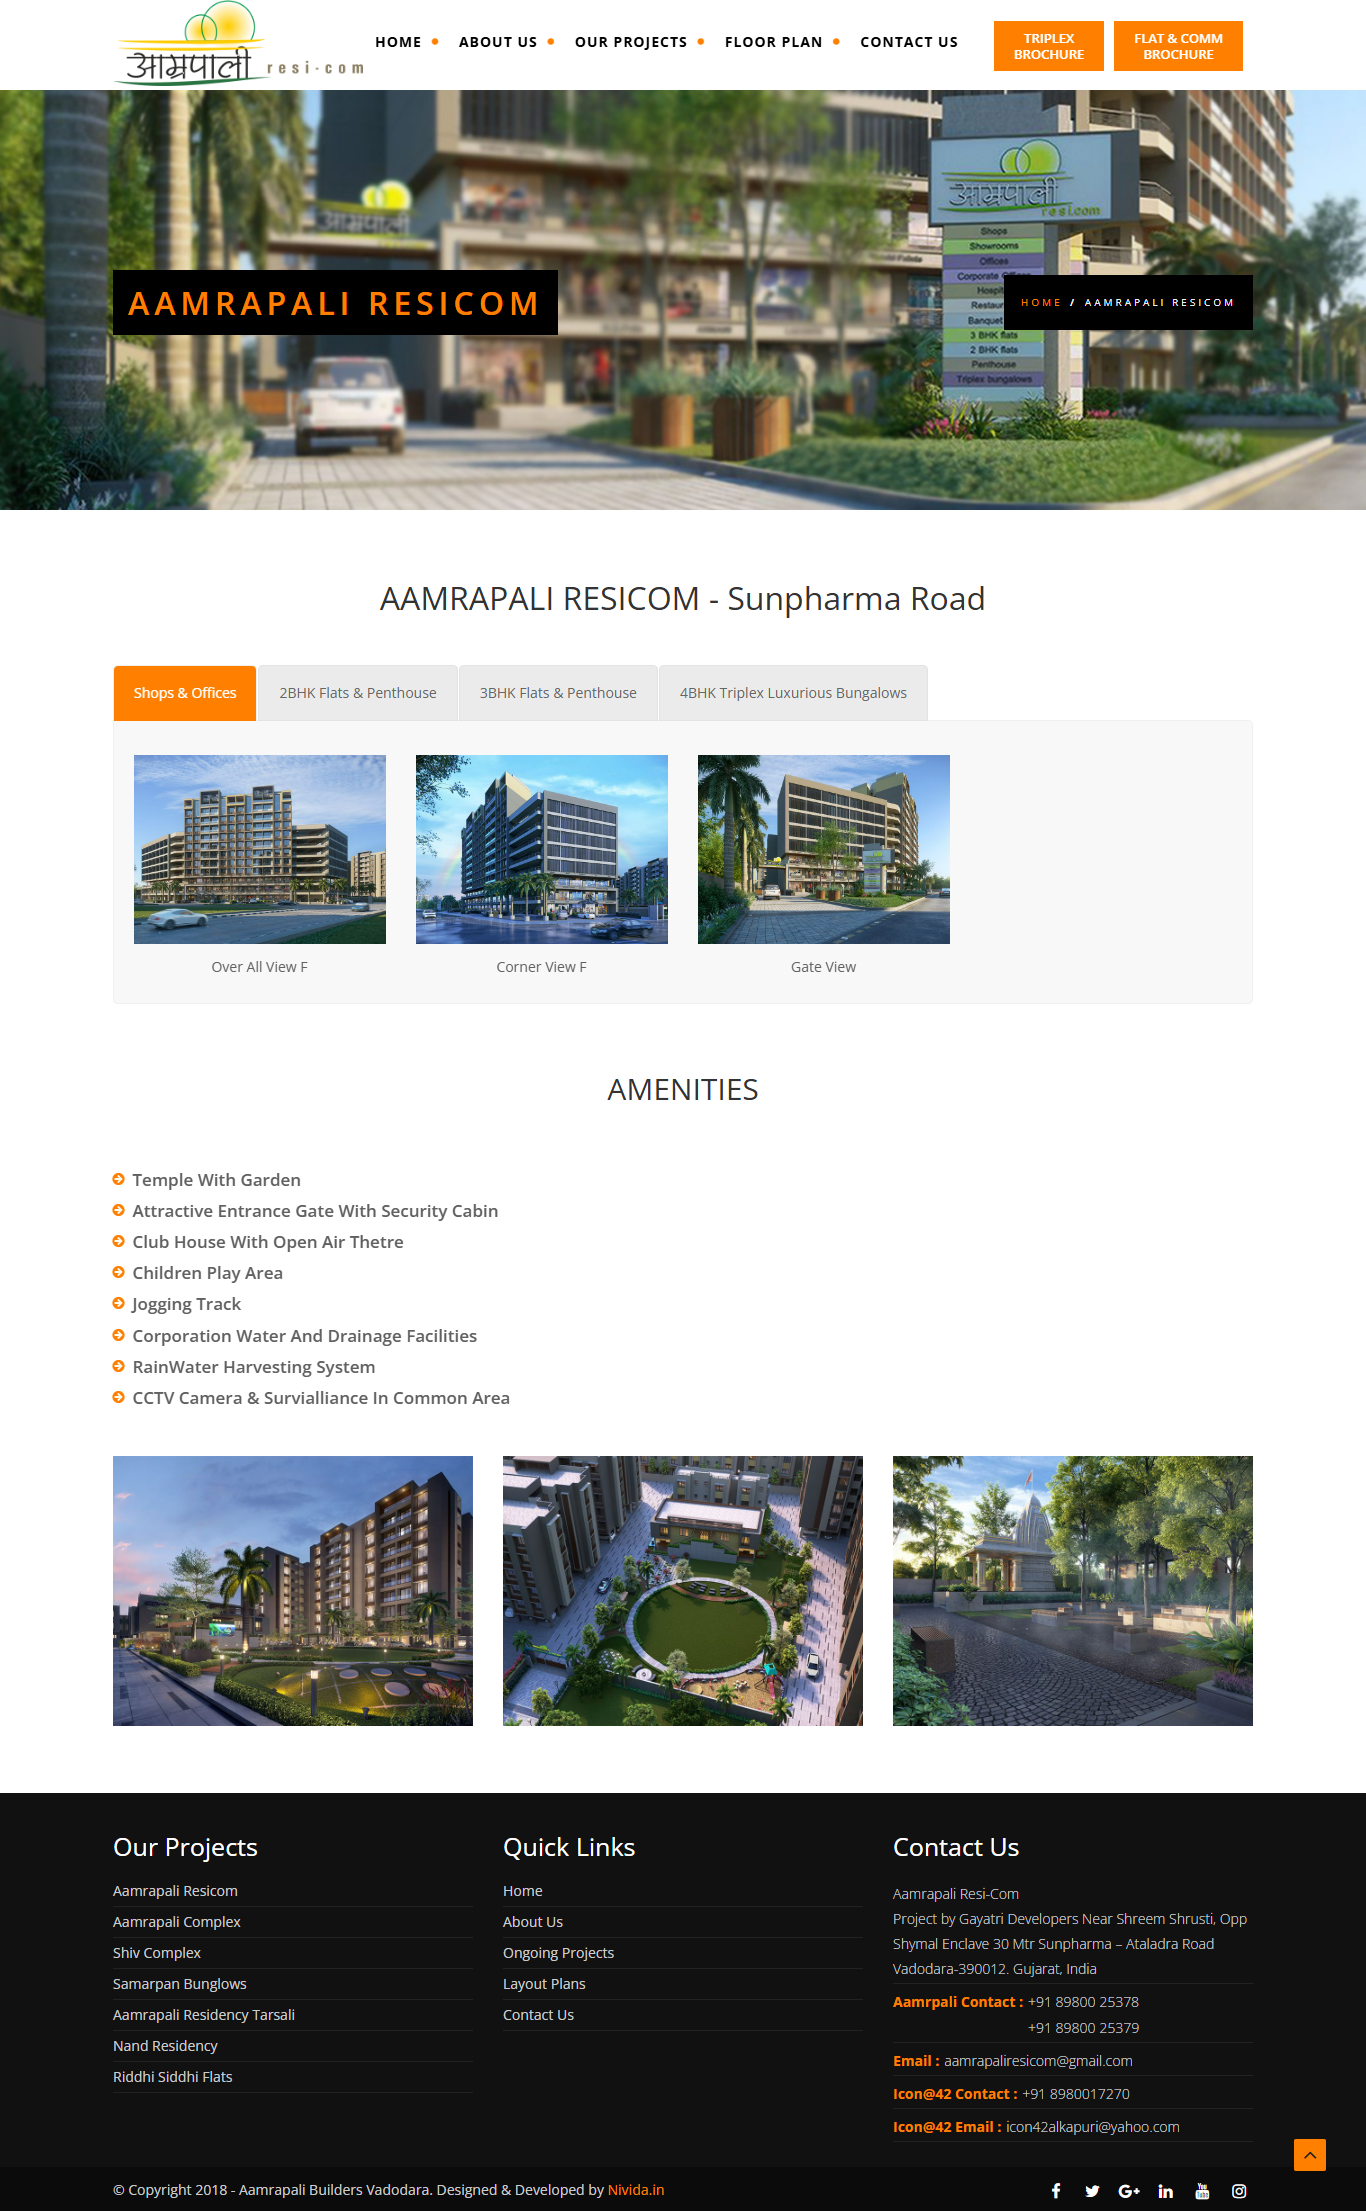 आम्रपाली resi-com
HOME
ABOUT US
OUR PROJECTS
FLOOR PLAN
CONTACT US
TRIPLEX
BROCHURE
FLAT & COMM
BROCHURE
आम्रपाली
आम्रपाली
resi.com
Shops
Showrooms
Offices
Banquet
3 BHK flats
2 BHK flats
Penthouse
Triplex bungalows
AAMRAPALI RESICOM
HOME / AAMRAPALI RESICOM
AAMRAPALI RESICOM - Sunpharma Road
Shops & Offices
2BHK Flats & Penthouse
3BHK Flats & Penthouse
4BHK Triplex Luxurious Bungalows
Over All View F
Corner View F
Gate View
AMENITIES
Temple With Garden
Attractive Entrance Gate With Security Cabin
Club House With Open Air Thetre
Children Play Area
Jogging Track
Corporation Water And Drainage Facilities
RainWater Harvesting System
CCTV Camera & Survialliance In Common Area
Our Projects
Aamrapali Resicom
Aamrapali Complex
Shiv Complex
Samarpan Bunglows
Aamrapali Residency Tarsali
Nand Residency
Riddhi Siddhi Flats
Quick Links
Home
About Us
Ongoing Projects
Layout Plans
Contact Us
Contact Us
Aamrapali Resi-Com
Project by Gayatri Developers Near Shreem Shrusti, Opp
Shymal Enclave 30 Mtr Sunpharma – Ataladra Road
Vadodara-390012. Gujarat, India
Aamrpali Contact : +91 89800 25378
+91 89800 25379
Email : aamrapaliresicom@gmail.com
Icon@42 Contact : +91 8980017270
Icon@42 Email : icon42alkapuri@yahoo.com
© Copyright 2018 - Aamrapali Builders Vadodara. Designed & Developed by Nivida.in